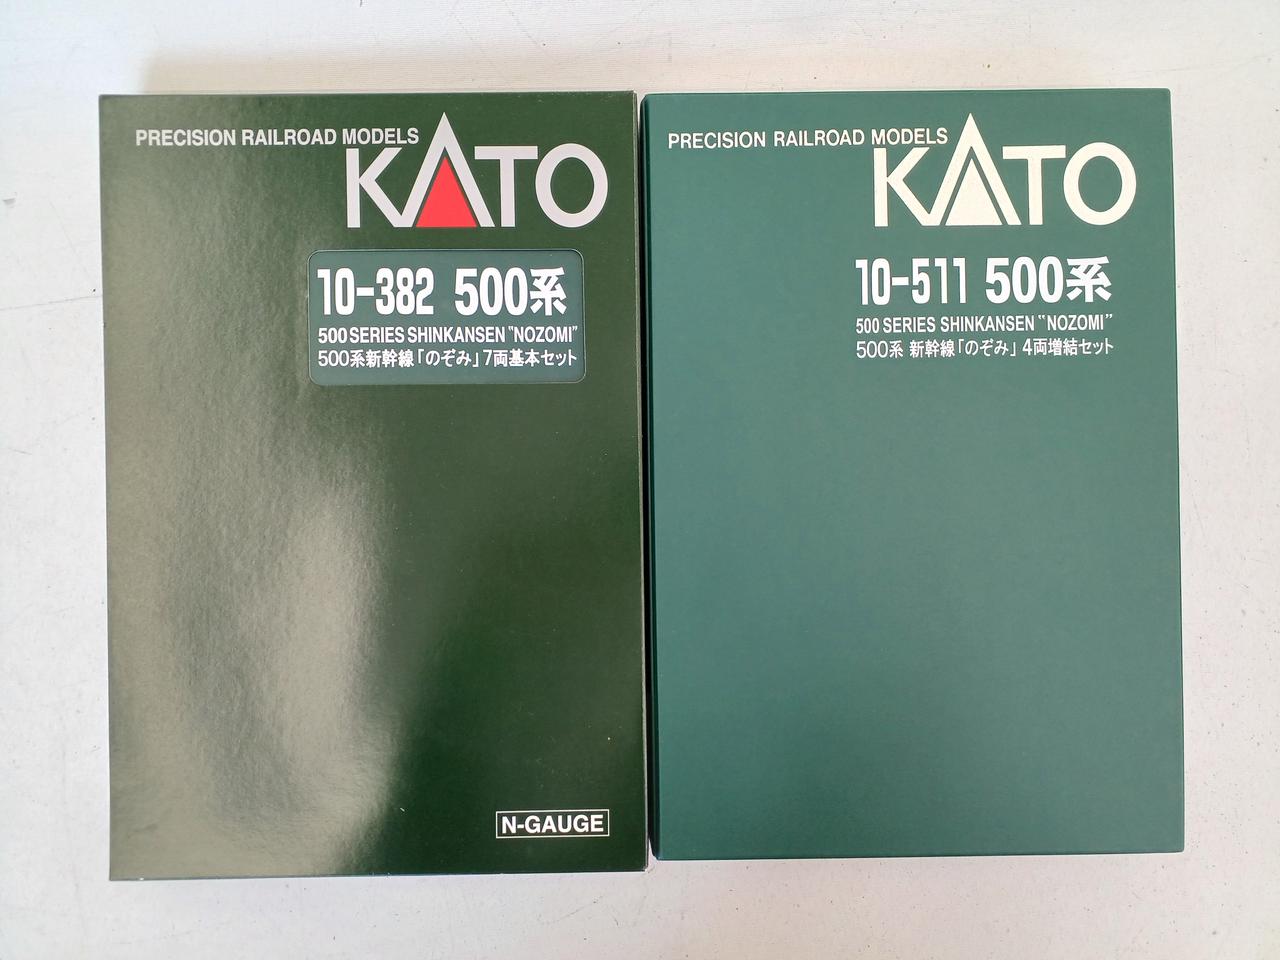 PRECISION RAILROAD MODELS
KATO
10-382 500系
500 SERIES SHINKANSEN "NOZOMI"
500系新幹線「のぞみ」7両基本セット
N-GAUGE
PRECISION RAILROAD MODELS
KATO
10-511 500系
500 SERIES SHINKANSEN "NOZOMI"
500系 新幹線「のぞみ」4両増結セット